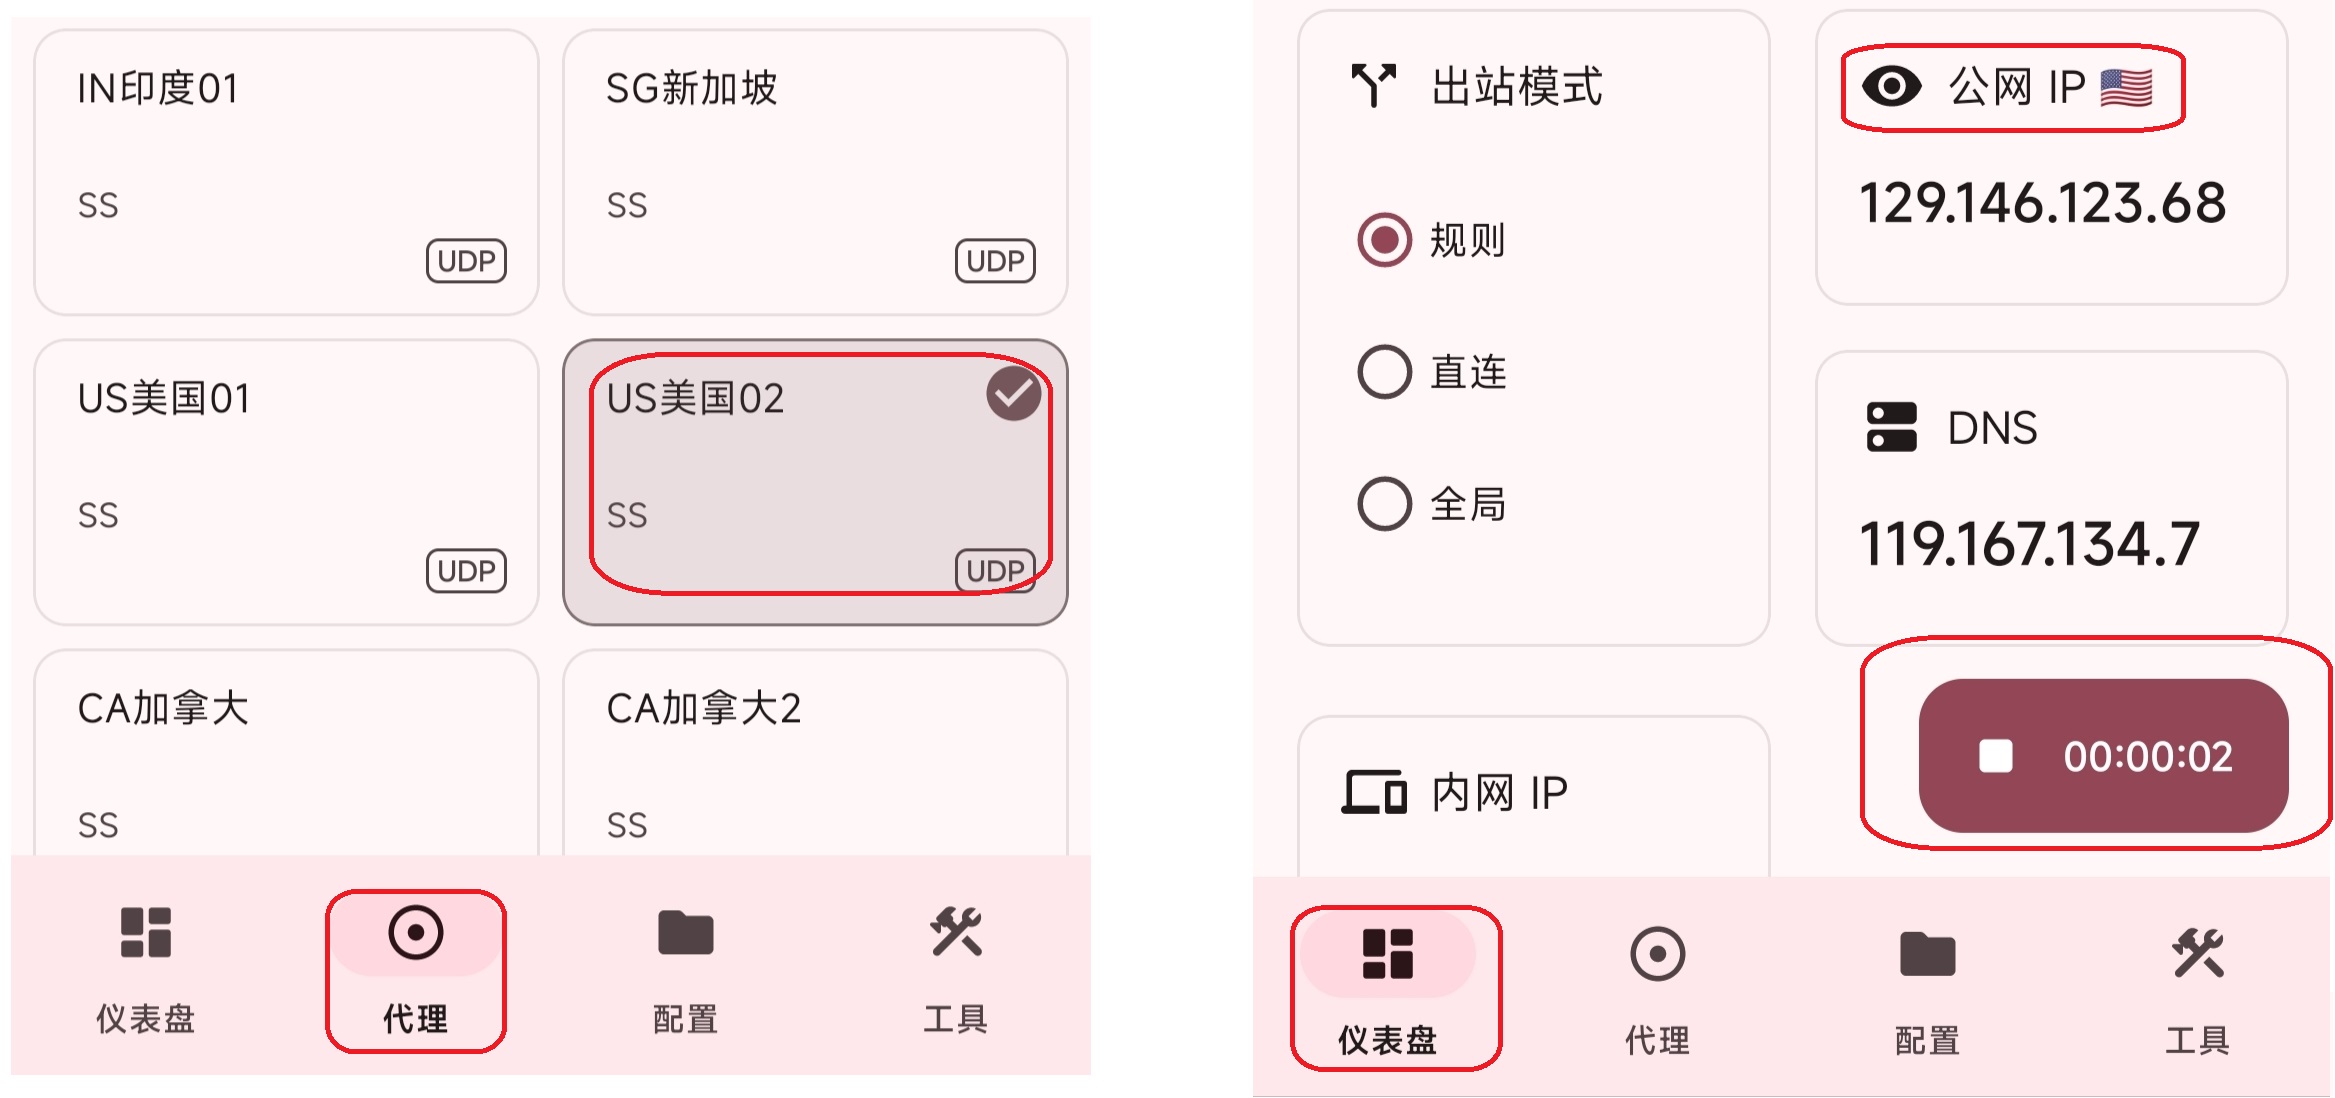 IN印度01
SS
UDP
SG新加坡
SS
UDP
US美国01
SS
UDP
US美国02
SS
UDP
CA加拿大
SS
CA加拿大2
SS
仪表盘
代理
配置
工具
出站模式
规则
直连
全局
公网 IP
129.146.123.68
DNS
119.167.134.7
内网 IP
00:00:02
仪表盘
代理
配置
工具